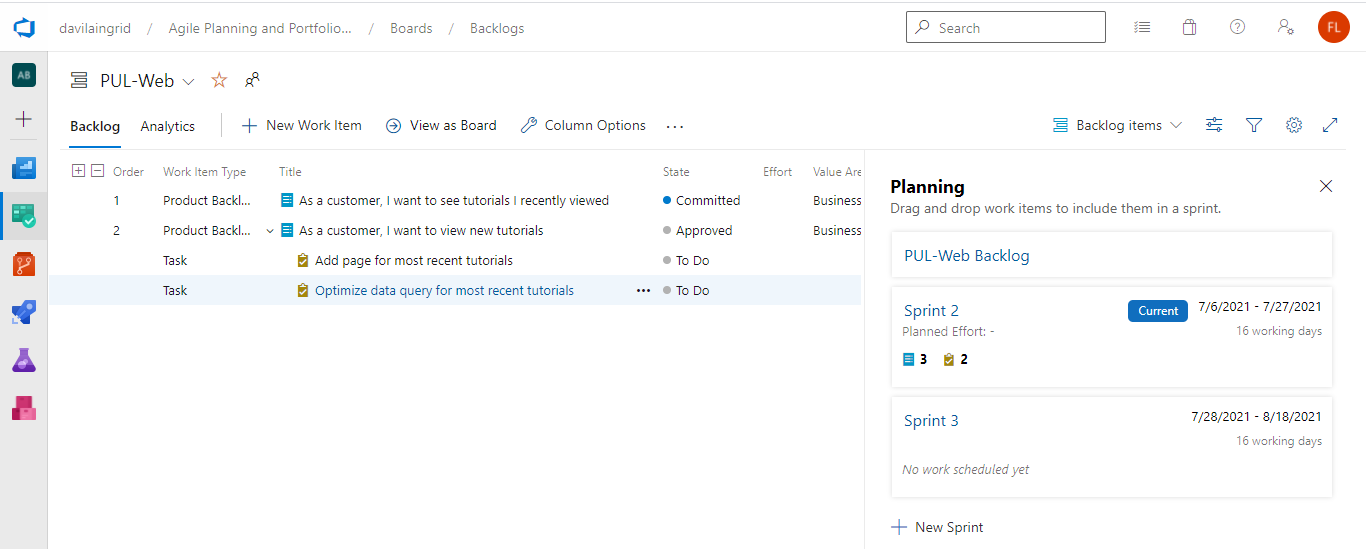 davilaingrid / Agile Planning and Portfolio... / Boards / Backlogs
Search
FL
AB
PUL-Web
Backlog Analytics New Work Item View as Board Column Options ...
Backlog items
Order Work Item Type Title State Effort Value Are
1 Product Backl... As a customer, I want to see tutorials I recently viewed Committed Business
2 Product Backl... As a customer, I want to view new tutorials Approved Business
Task Add page for most recent tutorials To Do
Task Optimize data query for most recent tutorials ... To Do
Planning
Drag and drop work items to include them in a sprint.
PUL-Web Backlog
Sprint 2 Current 7/6/2021 - 7/27/2021
Planned Effort: - 16 working days
3 2
Sprint 3 7/28/2021 - 8/18/2021
16 working days
No work scheduled yet
New Sprint